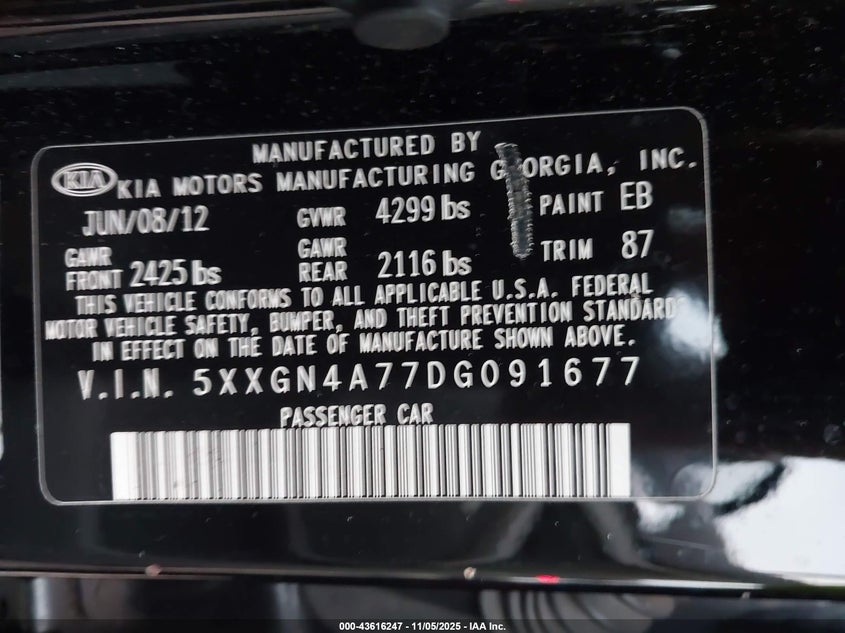 MANUFACTURED BY
KIA KIA MOTORS MANUFACTURING GEORGIA, INC.
JUN/08/12 GVWR 4299 lbs PAINT EB
GAWR FRONT 2425 lbs GAWR REAR 2116 lbs TRIM 87
THIS VEHICLE CONFORMS TO ALL APPLICABLE U.S.A. FEDERAL
MOTOR VEHICLE SAFETY, BUMPER, AND THEFT PREVENTION STANDARDS
IN EFFECT ON THE DATE OF MANUFACTURE SHOWN ABOVE.
V.I.N. 5XXGN4A77DG091677
PASSENGER CAR
000-43616247 - 11/05/2025 - IAA Inc.